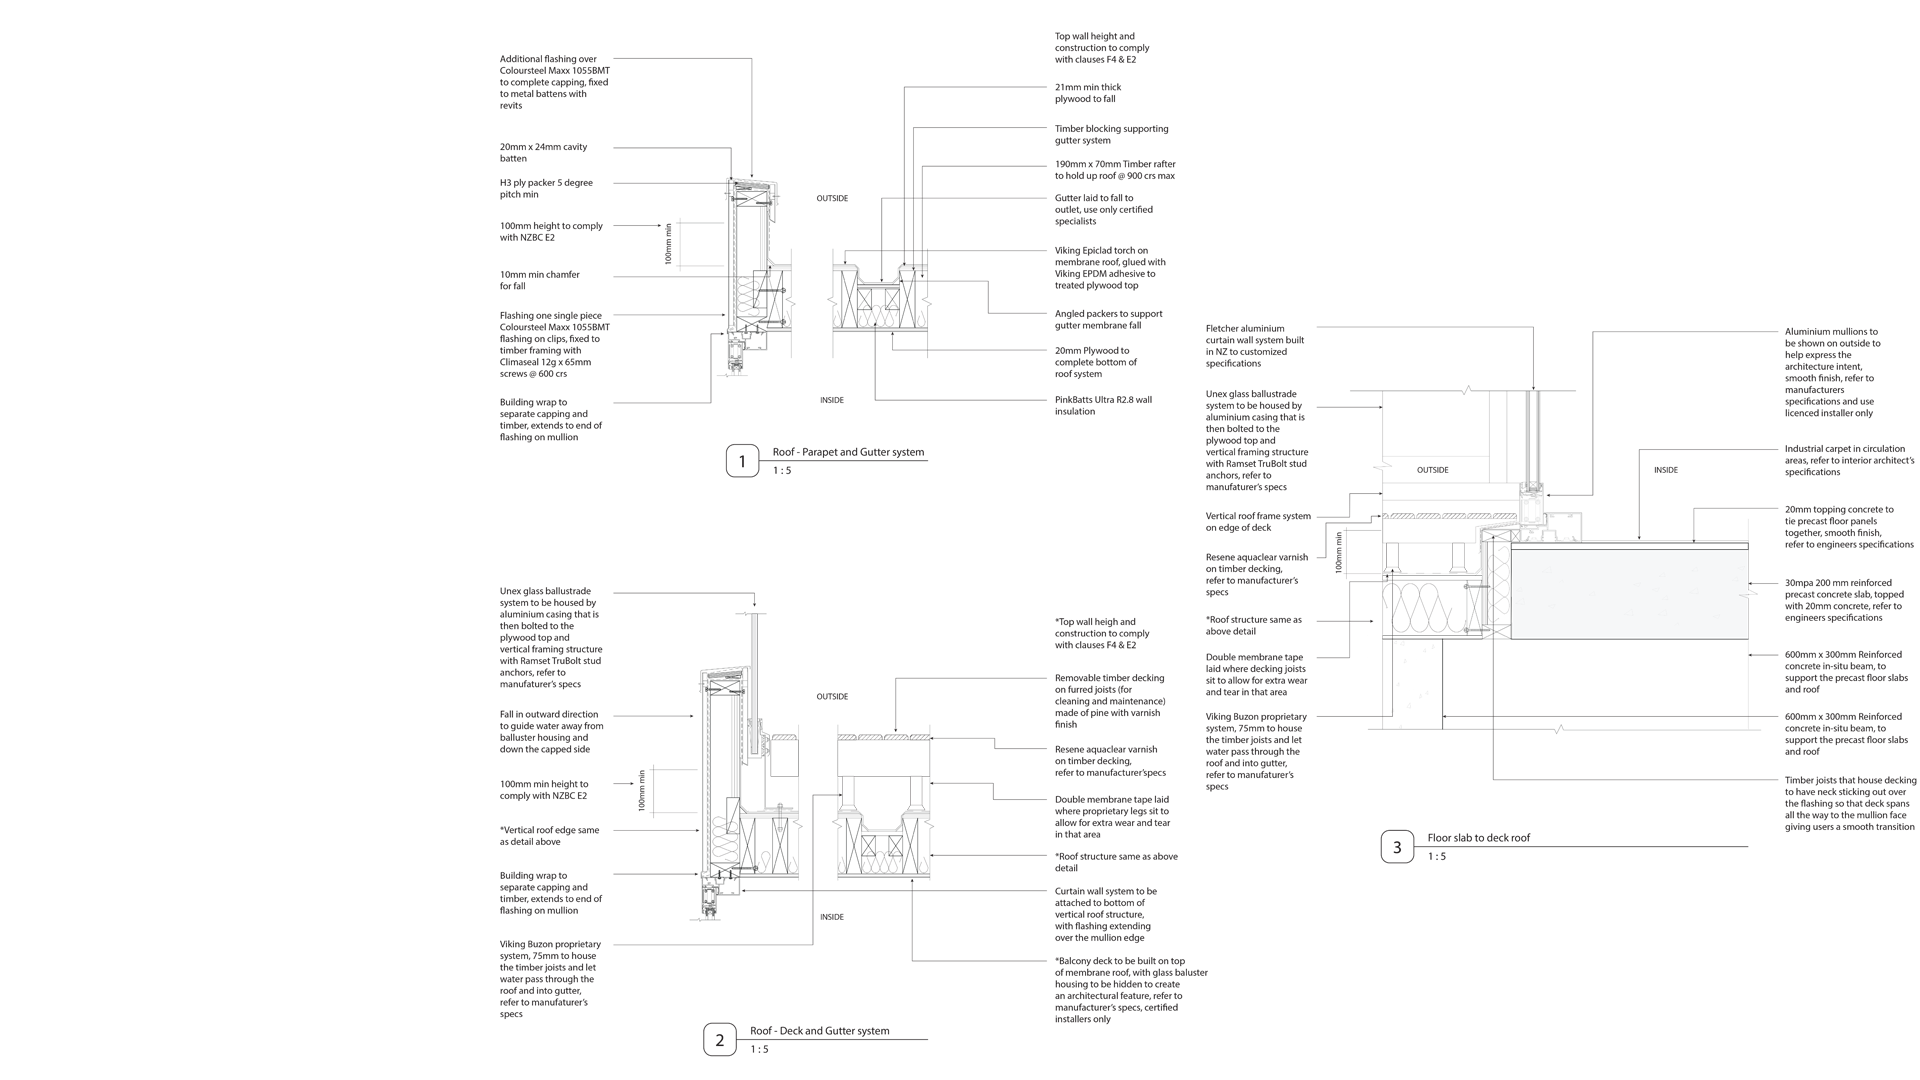 Additional flashing over
Coloursteel Maxx 1055BMT
to complete capping, fixed
to metal battens with
revits
20mm x 24mm cavity
batten
H3 ply packer 5 degree
pitch min
100mm height to comply
with NZBC E2
10mm min chamfer
for fall
Flashing one single piece
Coloursteel Maxx 1055BMT
flashing on clips, fixed to
timber framing with
Climaseal 12g x 65mm
screws @ 600 crs
Building wrap to
separate capping and
timber, extends to end of
flashing on mullion
100mm min
OUTSIDE
INSIDE
Top wall height and
construction to comply
with clauses F4 & E2
21mm min thick
plywood to fall
Timber blocking supporting
gutter system
190mm x 70mm Timber rafter
to hold up roof @ 900 crs max
Gutter laid to fall to
outlet, use only certified
specialists
Viking Epiclad torch on
membrane roof, glued with
Viking EPDM adhesive to
treated plywood top
Angled packers to support
gutter membrane fall
20mm Plywood to
complete bottom of
roof system
PinkBatts Ultra R2.8 wall
insulation
1
Roof - Parapet and Gutter system
1 : 5
Unex glass ballustrade
system to be housed by
aluminium casing that is
then bolted to the
plywood top and
vertical framing structure
with Ramset TruBolt stud
anchors, refer to
manufaturer's specs
Fall in outward direction
to guide water away from
balluster housing and
down the capped side
100mm min height to
comply with NZBC E2
*Vertical roof edge same
as detail above
Building wrap to
separate capping and
timber, extends to end of
flashing on mullion
Viking Buzon proprietary
system, 75mm to house
the timber joists and let
water pass through the
roof and into gutter,
refer to manufaturer's
specs
100mm min
OUTSIDE
INSIDE
*Top wall heigh and
construction to comply
with clauses F4 & E2
Removable timber decking
on furred joists (for
cleaning and maintenance)
made of pine with varnish
finish
Resene aquaclear varnish
on timber decking,
refer to manufacturer'specs
Double membrane tape laid
where proprietary legs sit to
allow for extra wear and tear
in that area
*Roof structure same as above
detail
Curtain wall system to be
attached to bottom of
vertical roof structure,
with flashing extending
over the mullion edge
*Balcony deck to be built on top
of membrane roof, with glass baluster
housing to be hidden to create
an architectural feature, refer to
manufacturer's specs, certified
installers only
2
Roof - Deck and Gutter system
1 : 5
Fletcher aluminium
curtain wall system built
in NZ to customized
specifications
Unex glass ballustrade
system to be housed by
aluminium casing that is
then bolted to the
plywood top and
vertical framing structure
with Ramset TruBolt stud
anchors, refer to
manufaturer's specs
Vertical roof frame system
on edge of deck
Resene aquaclear varnish
on timber decking,
refer to manufacturer's
specs
*Roof structure same as
above detail
Double membrane tape
laid where decking joists
sit to allow for extra wear
and tear in that area
Viking Buzon proprietary
system, 75mm to house
the timber joists and let
water pass through the
roof and into gutter,
refer to manufaturer's
specs
100mm min
OUTSIDE
INSIDE
Aluminium mullions to
be shown on outside to
help express the
architecture intent,
smooth finish, refer to
manufacturers
specifications and use
licenced installer only
Industrial carpet in circulation
areas, refer to interior architect's
specifications
20mm topping concrete to
tie precast floor panels
together, smooth finish,
refer to engineers specifications
30mpa 200 mm reinforced
precast concrete slab, topped
with 20mm concrete, refer to
engineers specifications
600mm x 300mm Reinforced
concrete in-situ beam, to
support the precast floor slabs
and roof
600mm x 300mm Reinforced
concrete in-situ beam, to
support the precast floor slabs
and roof
Timber joists that house decking
to have neck sticking out over
the flashing so that deck spans
all the way to the mullion face
giving users a smooth transition
3
Floor slab to deck roof
1 : 5